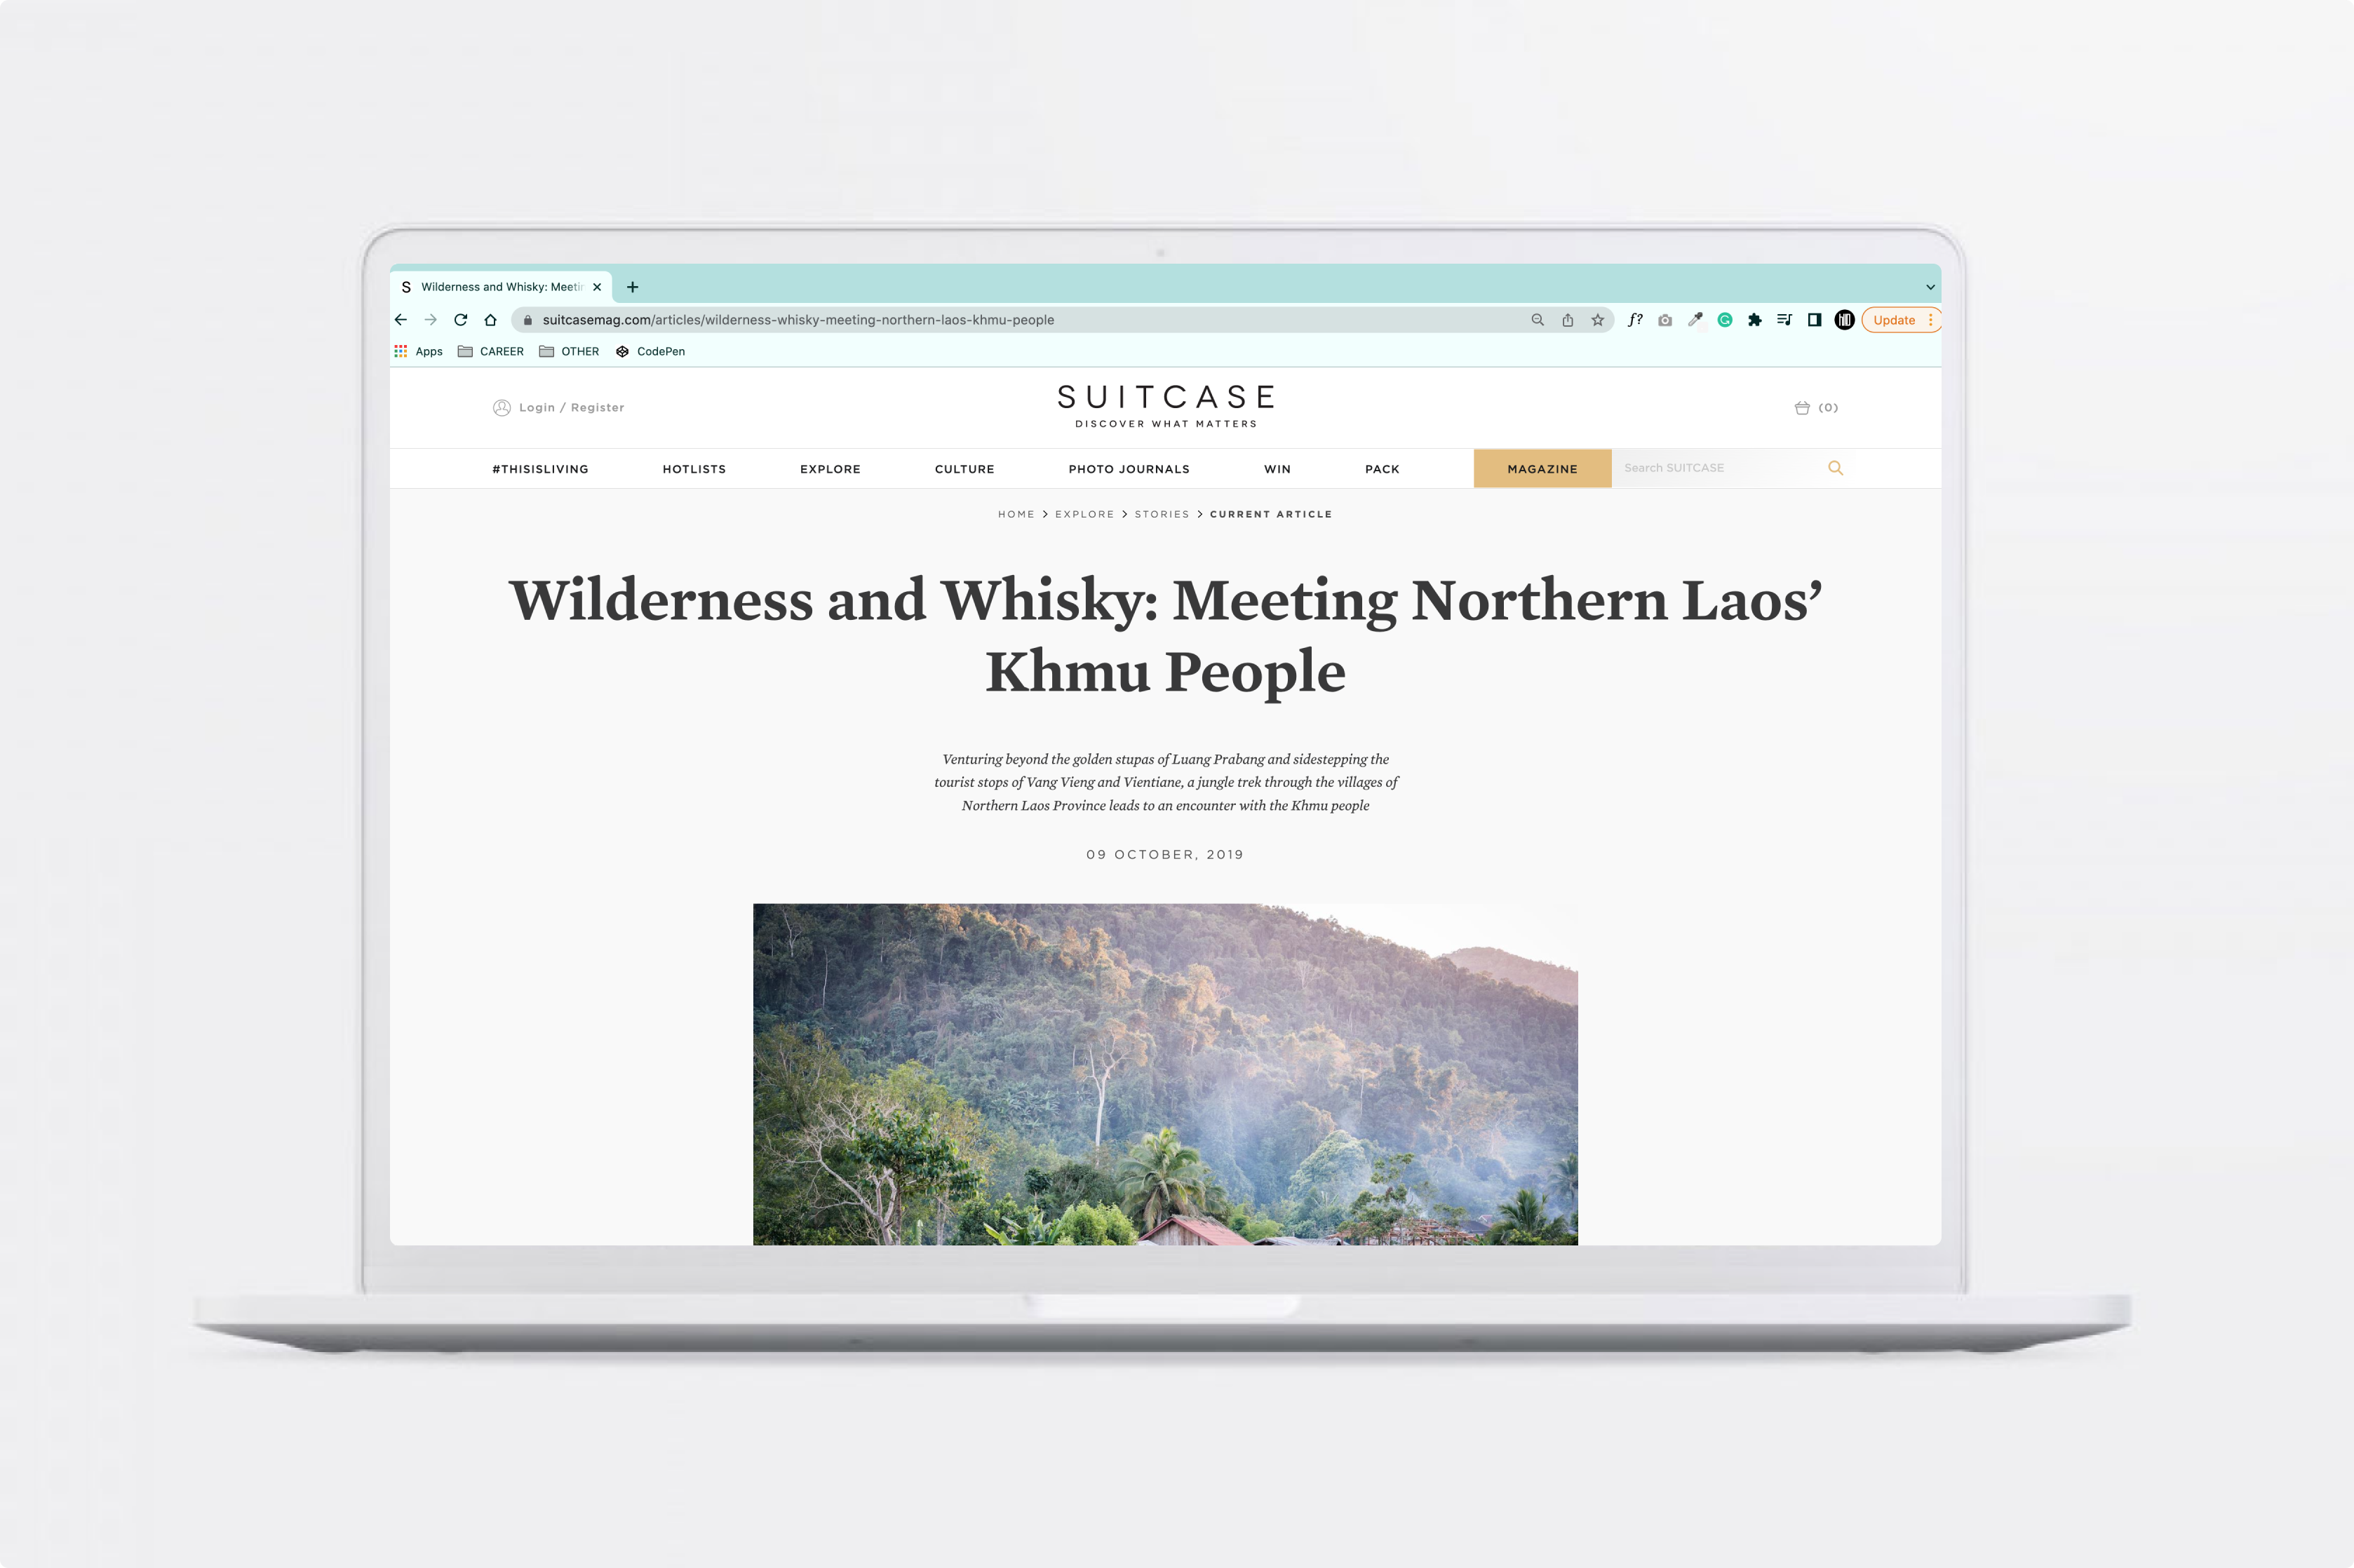 S Wilderness and Whisky: Meetin
suitcasemag.com/articles/wilderness-whisky-meeting-northern-laos-khmu-people
f?
Update
Apps CAREER OTHER CodePen
Login / Register
SUITCASE
DISCOVER WHAT MATTERS
(0)
#THISISLIVING HOTLISTS EXPLORE CULTURE PHOTO JOURNALS WIN PACK MAGAZINE Search SUITCASE
HOME > EXPLORE > STORIES > CURRENT ARTICLE
Wilderness and Whisky: Meeting Northern Laos’
Khmu People
Venturing beyond the golden stupas of Luang Prabang and sidestepping the
tourist stops of Vang Vieng and Vientiane, a jungle trek through the villages of
Northern Laos Province leads to an encounter with the Khmu people
09 OCTOBER, 2019